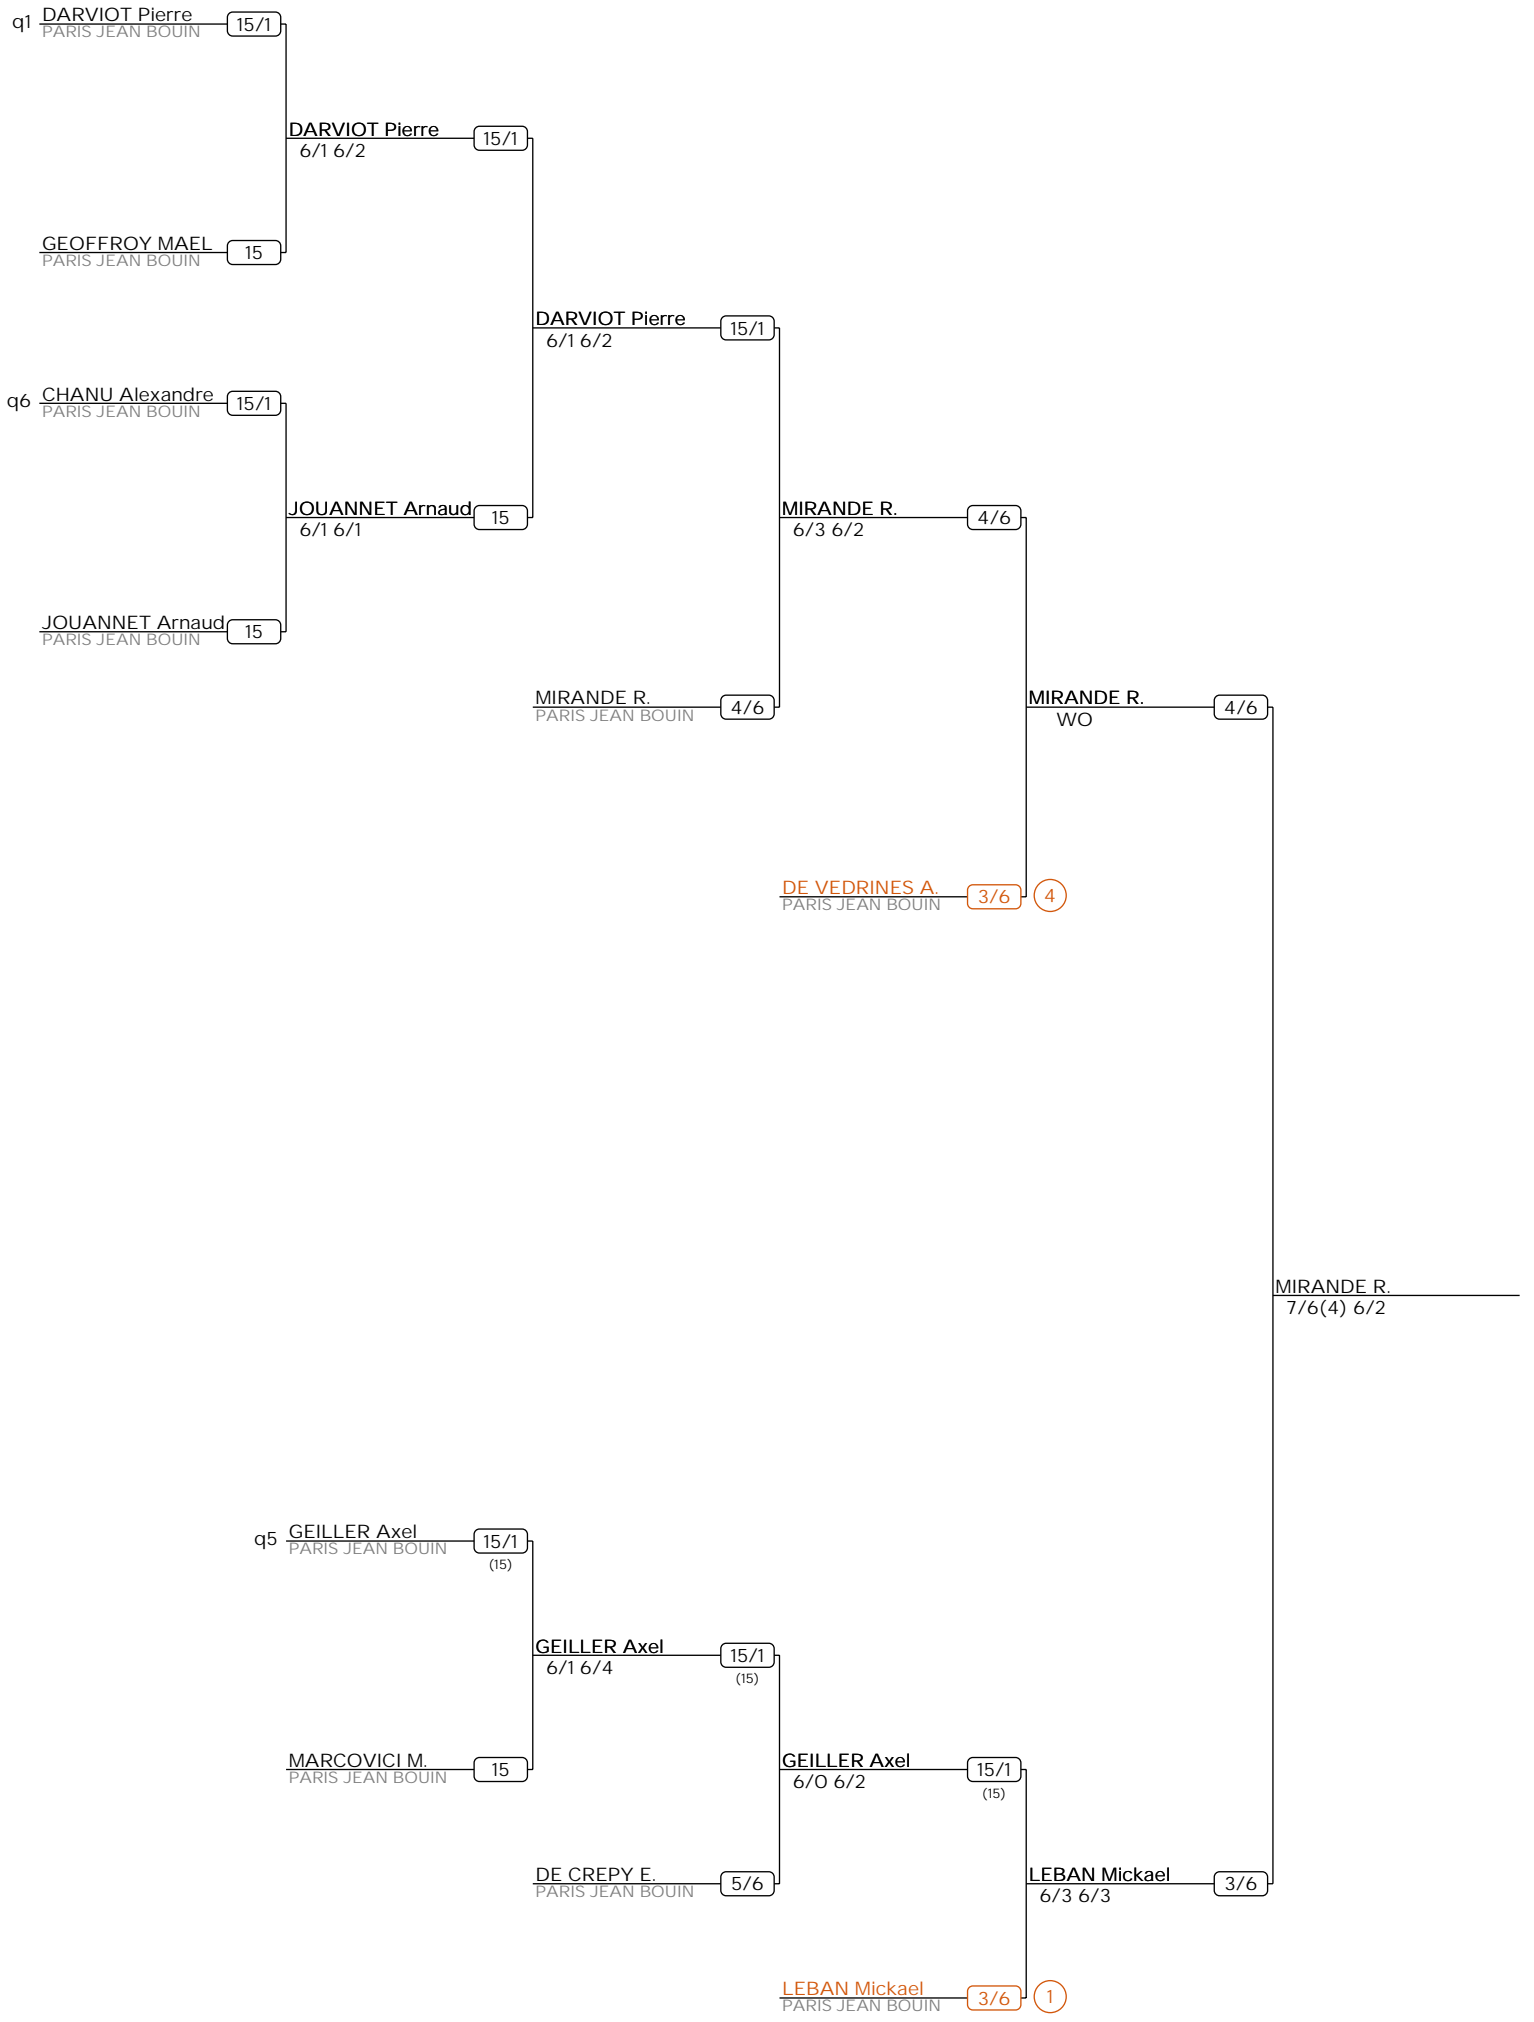 q1 DARVIOT Pierre 15/1
PARIS JEAN BOUIN
DARVIOT Pierre 15/1
6/1 6/2
GEOFFROY MAEL 15
PARIS JEAN BOUIN
DARVIOT Pierre 15/1
6/1 6/2
q6 CHANU Alexandre 15/1
PARIS JEAN BOUIN
JOUANNET Arnaud 15
6/1 6/1
MIRANDE R. 4/6
6/3 6/2
JOUANNET Arnaud 15
PARIS JEAN BOUIN
MIRANDE R. 4/6
PARIS JEAN BOUIN
MIRANDE R. 4/6
WO
DE VEDRINES A. 3/6 4
PARIS JEAN BOUIN
MIRANDE R.
7/6(4) 6/2
q5 GEILLER Axel 15/1
PARIS JEAN BOUIN
(15)
GEILLER Axel 15/1
6/1 6/4
(15)
MARCOVICI M. 15
PARIS JEAN BOUIN
GEILLER Axel 15/1
6/0 6/2
(15)
DE CREPY E. 5/6
PARIS JEAN BOUIN
LEBAN Mickael 3/6
6/3 6/3
LEBAN Mickael 3/6 1
PARIS JEAN BOUIN